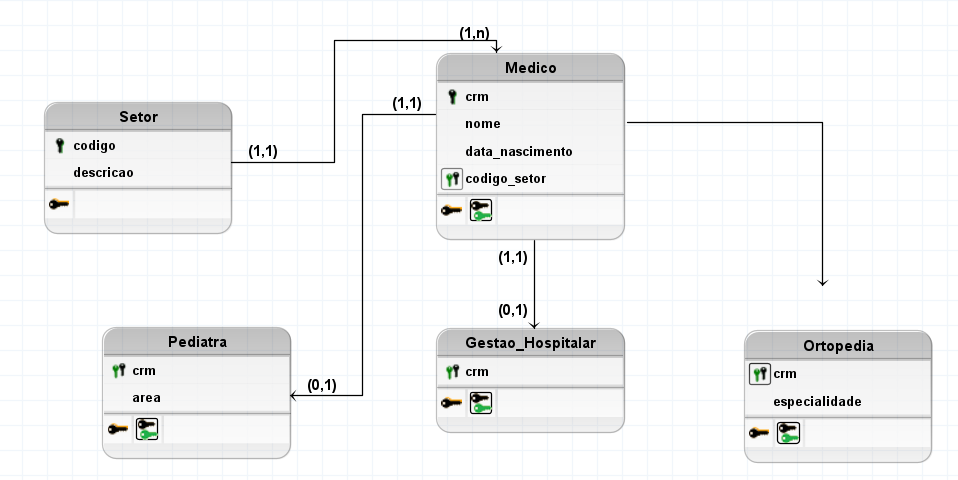 (1,n)
Medico
crm
nome
data_nascimento
codigo_setor
(1,1)
Setor
codigo
descricao
(1,1)
(1,1)
(0,1)
Pediatra
crm
area
(0,1)
Gestao_Hospitalar
crm
Ortopedia
crm
especialidade